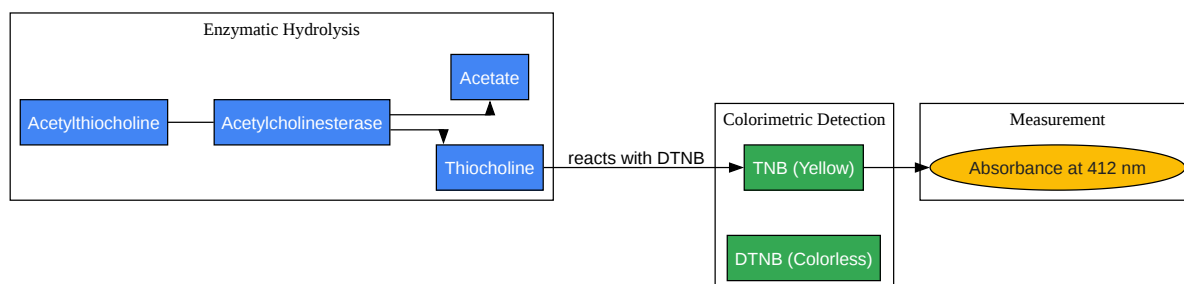 Enzymatic Hydrolysis
Acetate
Acetylthiocholine
Acetylcholinesterase
Thiocholine
reacts with DTNB
Colorimetric Detection
TNB (Yellow)
DTNB (Colorless)
Measurement
Absorbance at 412 nm